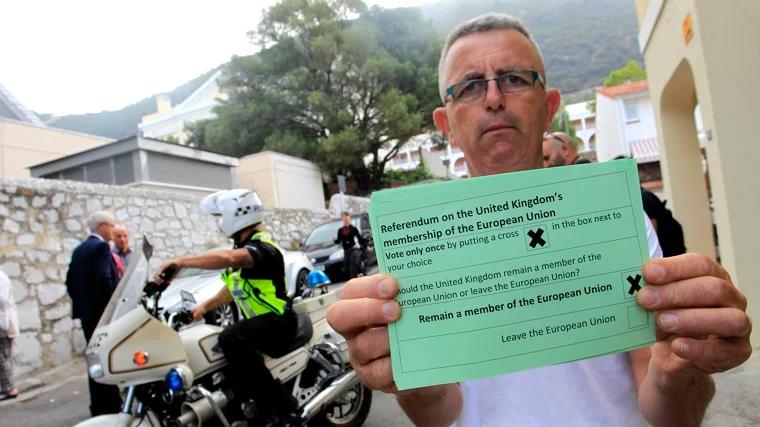 Referendum on the United Kingdom's
membership of the European Union
Vote only once by putting a cross X in the box next to
your choice
hould the United Kingdom remain a member of the
European Union or leave the European Union?
Remain a member of the European Union X
Leave the European Union